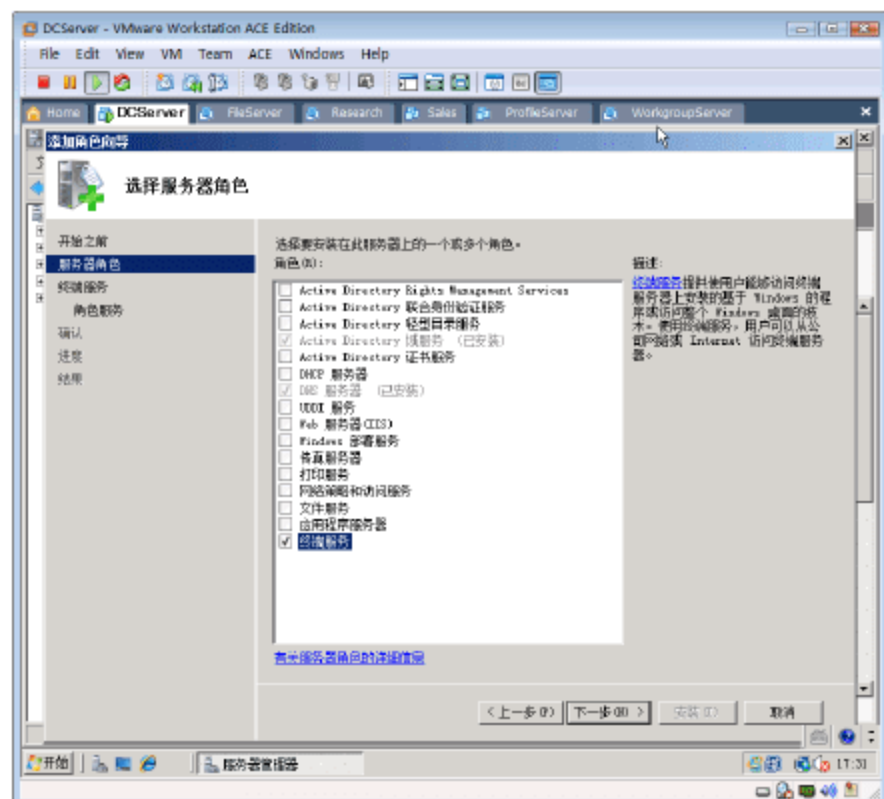 DCServer - VMware Workstation ACE Edition
File Edit View VM Team ACE Windows Help
Home DCServer FileServer Research Sales ProfileServer WorkgroupServer
添加角色向导
选择服务器角色
开始之前
服务器角色
终端服务
角色服务
确认
进度
结果
选择要安装在此服务器上的一个或多个角色。
角色(R):
Active Directory Rights Management Services
Active Directory 联合身份验证服务
Active Directory 轻型目录服务
Active Directory 域服务 (已安装)
Active Directory 证书服务
DHCP 服务器
DNS 服务器 (已安装)
UDDI 服务
Web 服务器(IIS)
Windows 部署服务
传真服务器
打印服务
网络策略和访问服务
文件服务
应用程序服务器
终端服务
有关服务器角色的详细信息
描述:
终端服务提供使用户能够访问终端
服务器上安装的基于 Windows 的程
序或访问整个 Windows 桌面的技
术。使用终端服务，用户可以从公
司网络或 Internet 访问终端服务
器。
<上一步(P) 下一步(N) > 安装(I) 取消
开始 服务器管理器 17:31